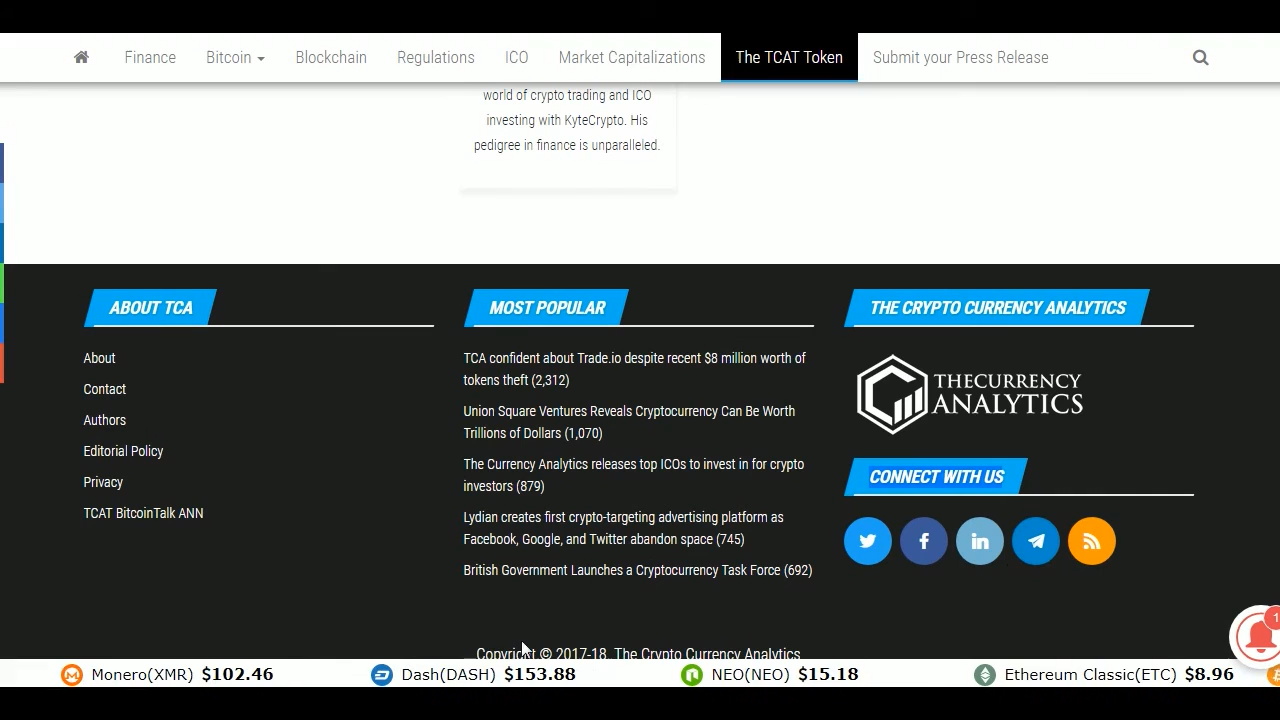 Finance Bitcoin Blockchain Regulations ICO Market Capitalizations The TCAT Token Submit your Press Release
world of crypto trading and ICO
investing with KyteCrypto. His
pedigree in finance is unparalleled.
ABOUT TCA
About
Contact
Authors
Editorial Policy
Privacy
TCAT BitcoinTalk ANN
MOST POPULAR
TCA confident about Trade.io despite recent $8 million worth of
tokens theft (2,312)
Union Square Ventures Reveals Cryptocurrency Can Be Worth
Trillions of Dollars (1,070)
The Currency Analytics releases top ICOs to invest in for crypto
investors (879)
Lydian creates first crypto-targeting advertising platform as
Facebook, Google, and Twitter abandon space (745)
British Government Launches a Cryptocurrency Task Force (692)
THE CRYPTO CURRENCY ANALYTICS
THECURRENCY
ANALYTICS
CONNECT WITH US
1
Copyright © 2017-18. The Crypto Currency Analytics
Monero(XMR) $102.46 Dash(DASH) $153.88 NEO(NEO) $15.18 Ethereum Classic(ETC) $8.96